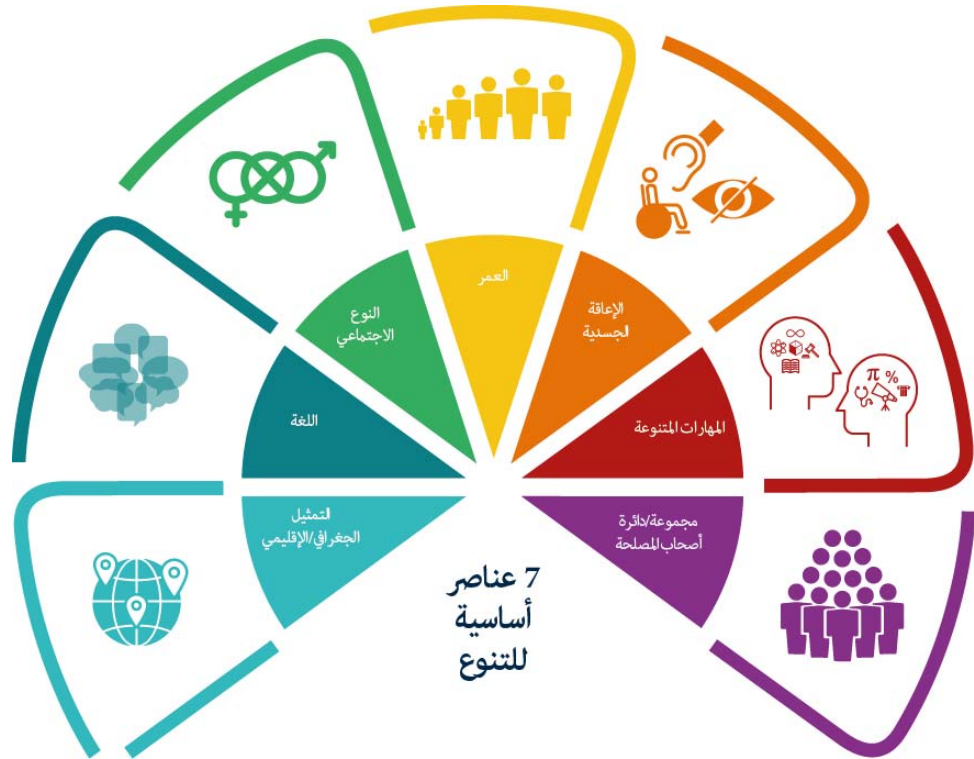 العمر
الإعاقة
الجسدية
النوع
الاجتماعي
المهارات المتنوعة
اللغة
مجموعة/دائرة
أصحاب المصلحة
التمثيل
الجغرافي/الإقليمي
7 عناصر
أساسية
للتنوع
π %